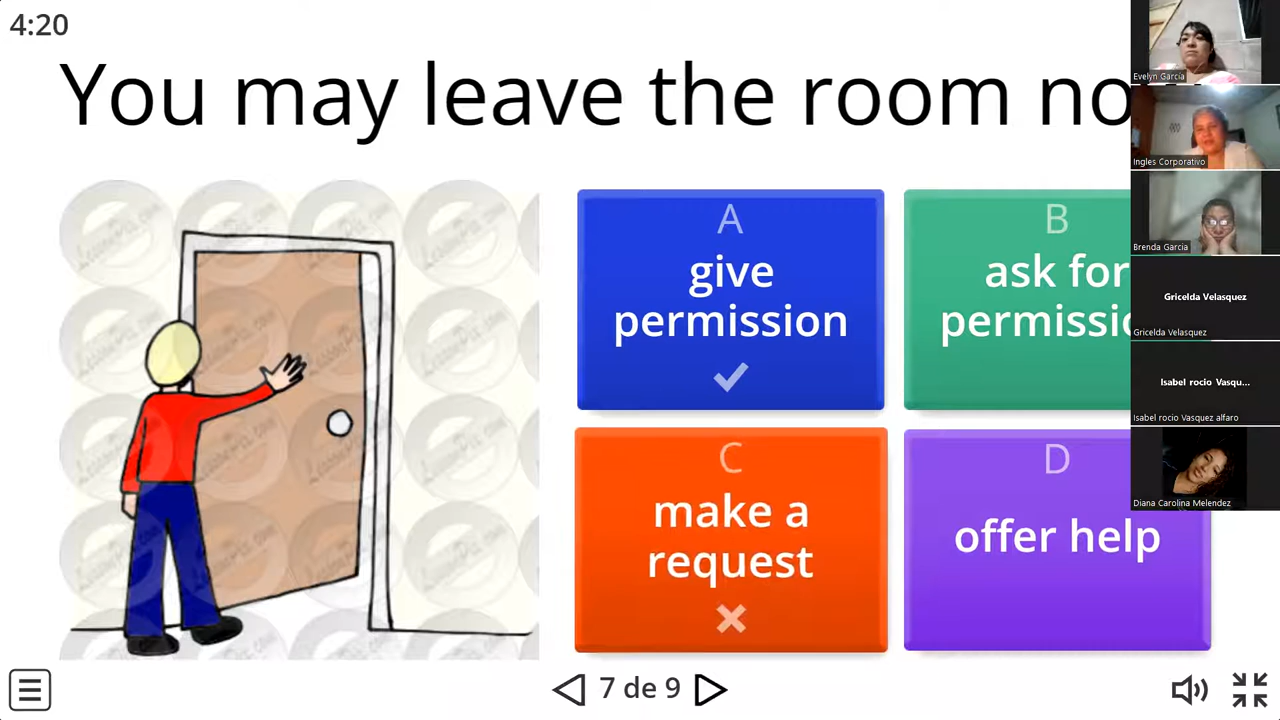 4:20
You may leave the room no
A
give
permission
B
ask for
C
make a
request
D
offer help
7 de 9
Evelyn Garcia
Ingles Corporativo
Brenda Garcia
Gricelda Velasquez
Gricelda Velasquez
Isabel rocio Vasqu...
Isabel rocio Vasquez alfaro
Diana Carolina Melendez